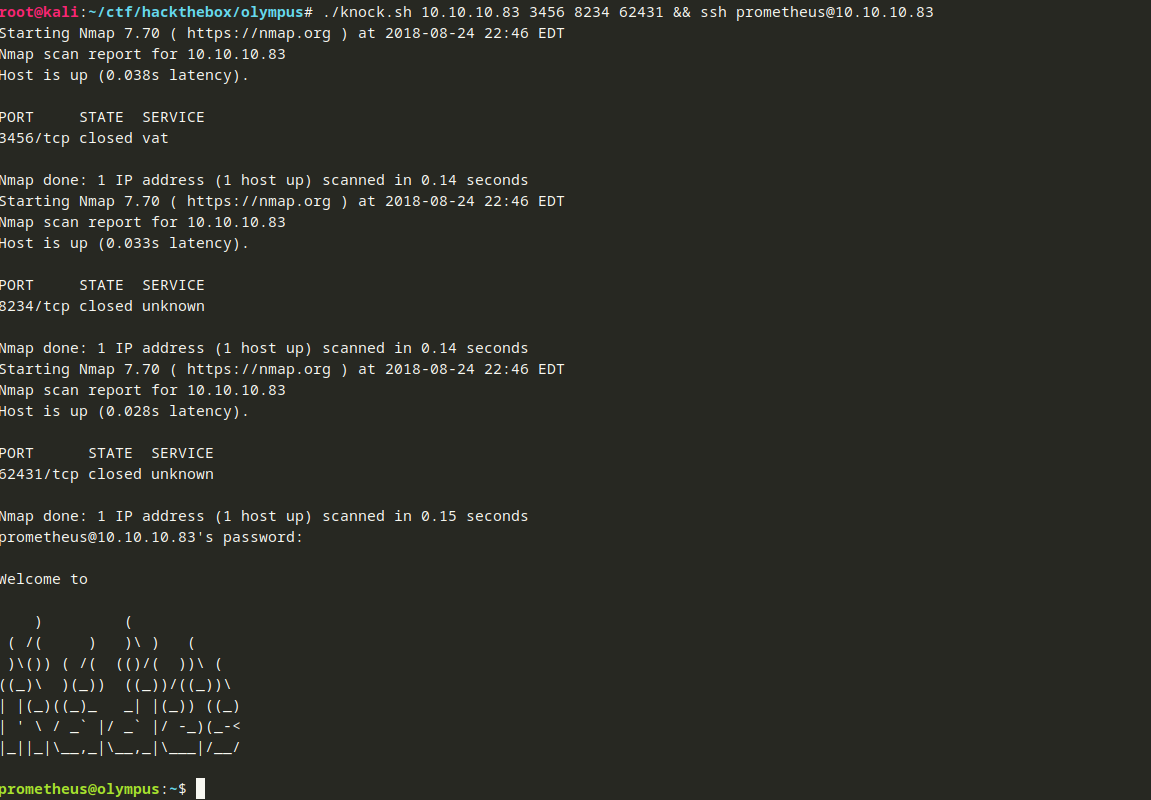 root@kali:~/ctf/hackthebox/olympus# ./knock.sh 10.10.10.83 3456 8234 62431 && ssh prometheus@10.10.10.83
Starting Nmap 7.70 ( https://nmap.org ) at 2018-08-24 22:46 EDT
Nmap scan report for 10.10.10.83
Host is up (0.038s latency).

PORT     STATE  SERVICE
3456/tcp closed vat

Nmap done: 1 IP address (1 host up) scanned in 0.14 seconds
Starting Nmap 7.70 ( https://nmap.org ) at 2018-08-24 22:46 EDT
Nmap scan report for 10.10.10.83
Host is up (0.033s latency).

PORT     STATE  SERVICE
8234/tcp closed unknown

Nmap done: 1 IP address (1 host up) scanned in 0.14 seconds
Starting Nmap 7.70 ( https://nmap.org ) at 2018-08-24 22:46 EDT
Nmap scan report for 10.10.10.83
Host is up (0.028s latency).

PORT      STATE  SERVICE
62431/tcp closed unknown

Nmap done: 1 IP address (1 host up) scanned in 0.15 seconds
prometheus@10.10.10.83's password:

Welcome to

    )         (
 ( /(     )   )\ )   (
 )\()) ( /(  (()/(  ))\ (
((_)\  )(_))  ((_))/((_))\
| |(_)((_)_   _| |(_)) ((_)
| ' \ / _` |/ _` |/ -_)(_-<
|_||_|\__,_|\__,_|\___|/__/

prometheus@olympus:~$